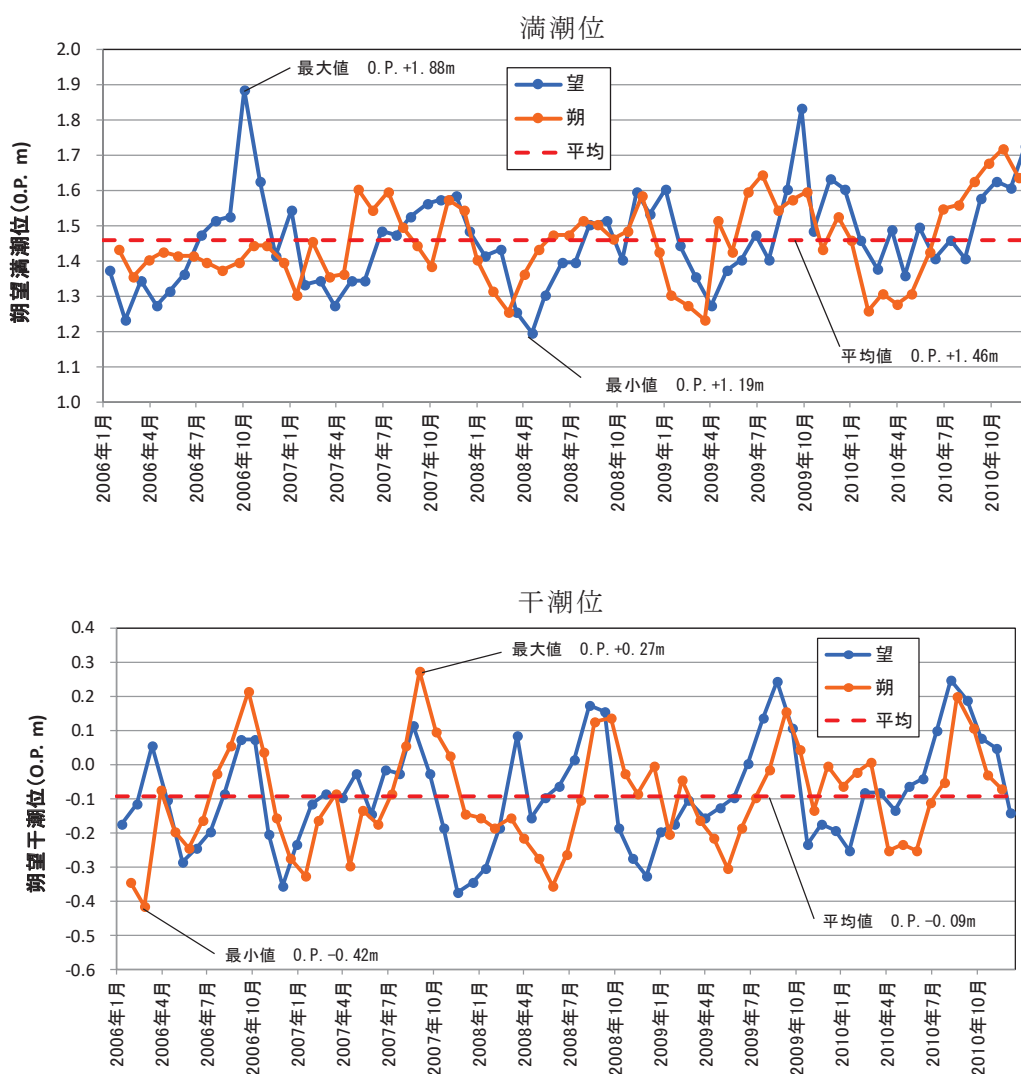 満潮位
朔望満潮位(O.P. m)
2.0
1.9
1.8
1.7
1.6
1.5
1.4
1.3
1.2
1.1
1.0
最大値 O.P.+1.88m
望
朔
平均
平均値 O.P.+1.46m
最小値 O.P.+1.19m
2006年1月
2006年4月
2006年7月
2006年10月
2007年1月
2007年4月
2007年7月
2007年10月
2008年1月
2008年4月
2008年7月
2008年10月
2009年1月
2009年4月
2009年7月
2009年10月
2010年1月
2010年4月
2010年7月
2010年10月
干潮位
朔望干潮位(O.P. m)
0.4
0.3
0.2
0.1
0.0
-0.1
-0.2
-0.3
-0.4
-0.5
-0.6
最大値 O.P.+0.27m
望
朔
平均
平均値 O.P.-0.09m
最小値 O.P.-0.42m
2006年1月
2006年4月
2006年7月
2006年10月
2007年1月
2007年4月
2007年7月
2007年10月
2008年1月
2008年4月
2008年7月
2008年10月
2009年1月
2009年4月
2009年7月
2009年10月
2010年1月
2010年4月
2010年7月
2010年10月